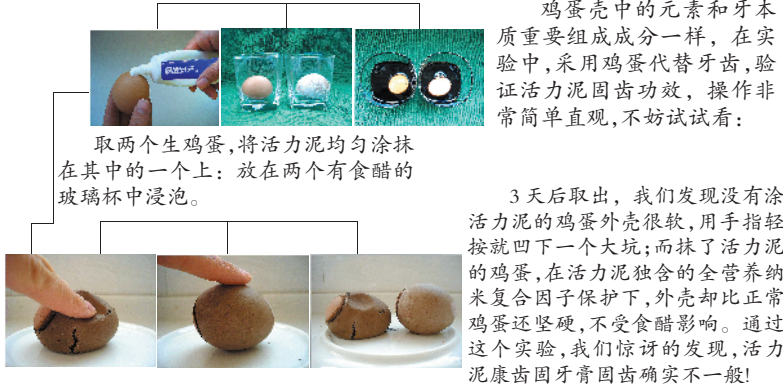 鸡蛋壳中的元素和牙本
质重要组成成分一样，在实
验中，采用鸡蛋代替牙齿，验
证活力泥固齿功效，操作非
常简单直观，不妨试试看：
取两个生鸡蛋，将活力泥均匀涂抹
在其中的一个上：放在两个有食醋的
玻璃杯中浸泡。
3天后取出，我们发现没有涂
活力泥的鸡蛋外壳很软，用手指轻
按就凹下一个大坑；而抹了活力泥
的鸡蛋，在活力泥独含的全营养纳
米复合因子保护下，外壳却比正常
鸡蛋还坚硬，不受食醋影响。通过
这个实验，我们惊讶的发现，活力
泥康齿固牙膏固齿确实不一般！